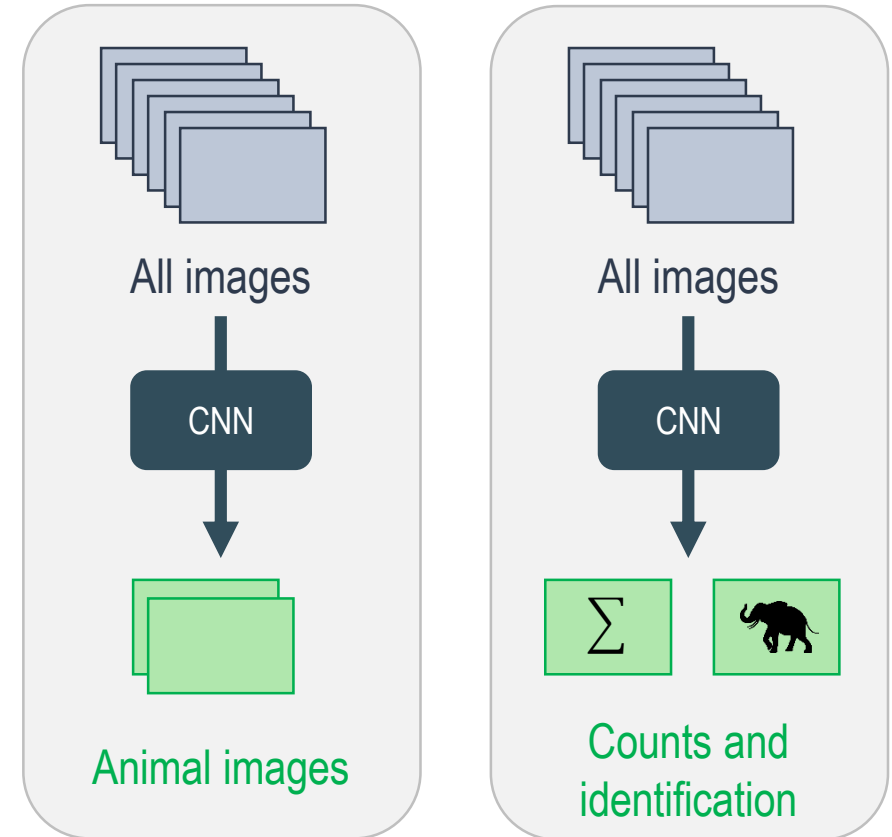 All images
CNN
Animal images
All images
CNN
∑
Counts and
identification